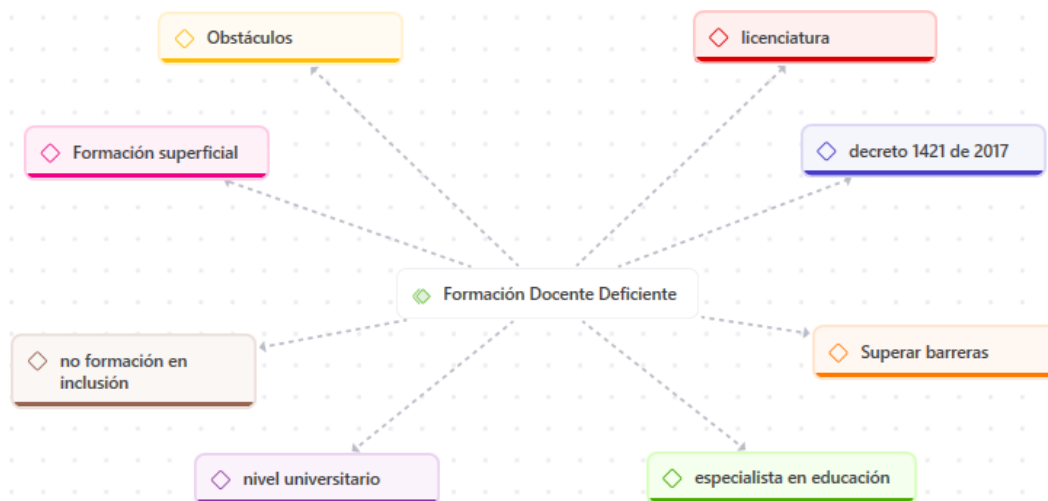 Obstáculos
licenciatura
Formación superficial
decreto 1421 de 2017
Formación Docente Deficiente
no formación en
inclusión
Superar barreras
nivel universitario
especialista en educación